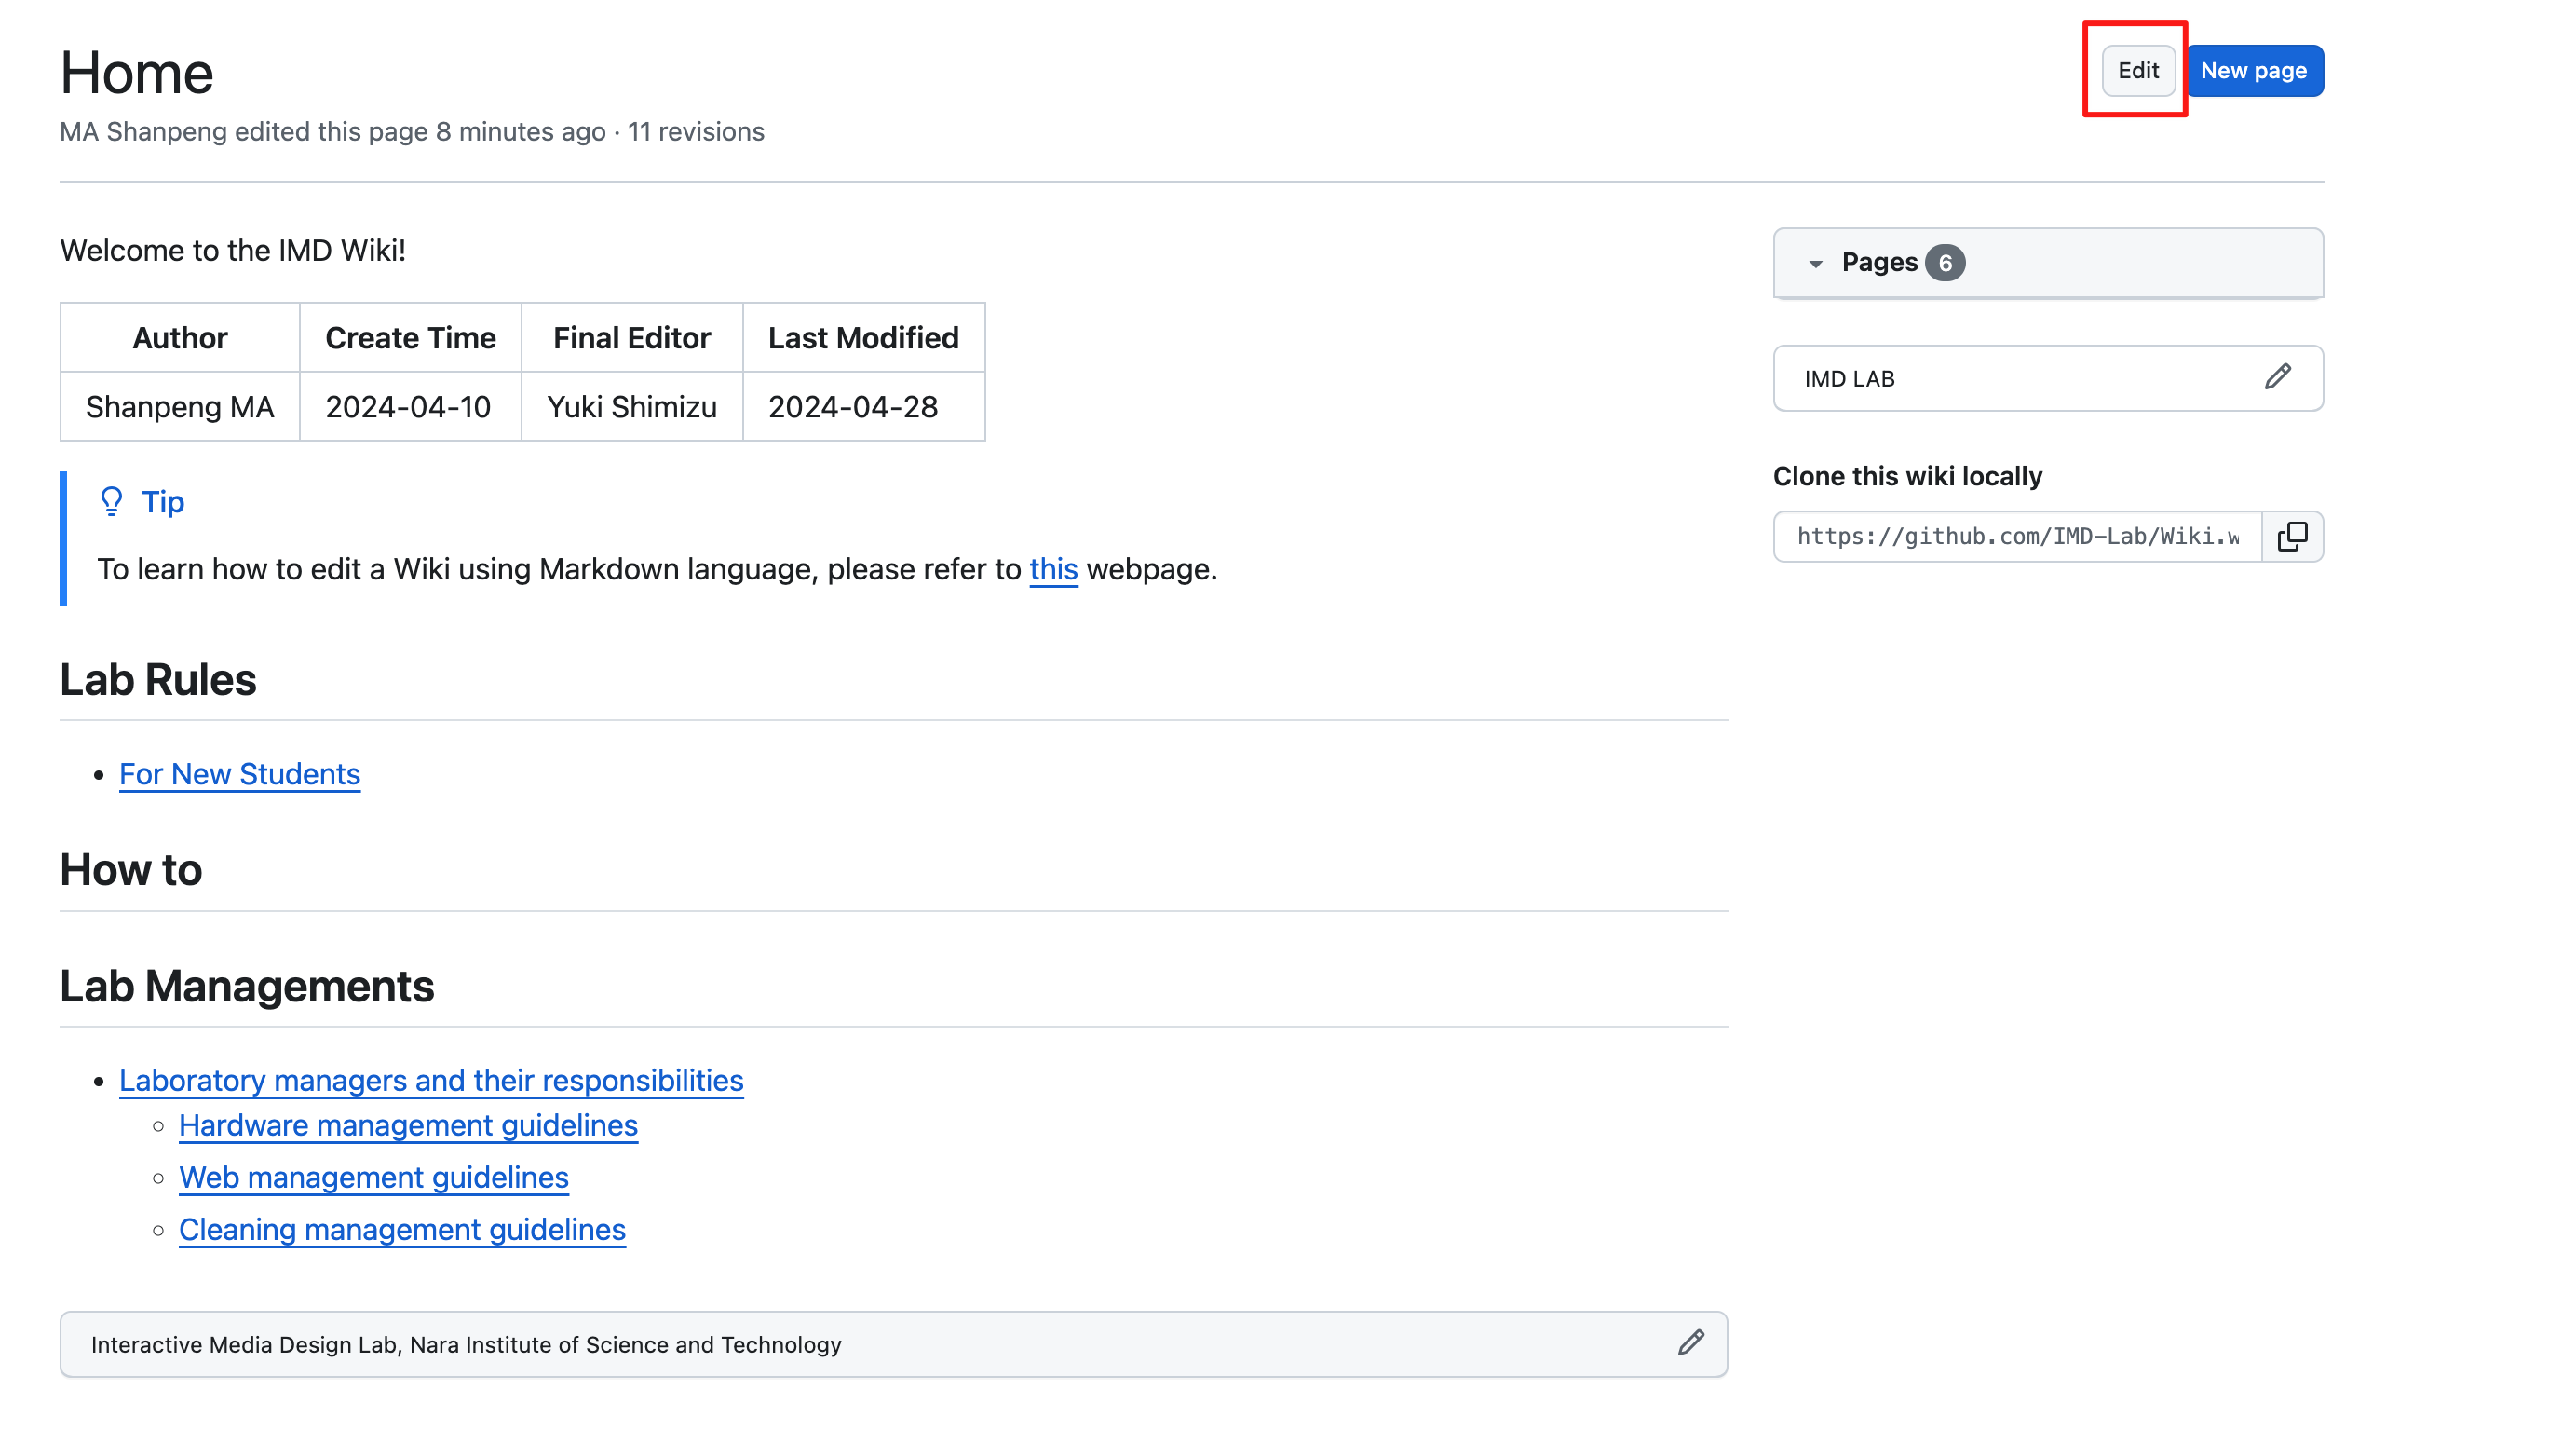 Home
Edit
New page
MA Shanpeng edited this page 8 minutes ago · 11 revisions
Welcome to the IMD Wiki!
Author Create Time Final Editor Last Modified
Shanpeng MA 2024-04-10 Yuki Shimizu 2024-04-28
Tip
To learn how to edit a Wiki using Markdown language, please refer to this webpage.
Lab Rules
For New Students
How to
Lab Managements
Laboratory managers and their responsibilities
Hardware management guidelines
Web management guidelines
Cleaning management guidelines
Interactive Media Design Lab, Nara Institute of Science and Technology
Pages 6
IMD LAB
Clone this wiki locally
https://github.com/IMD-Lab/Wiki.w